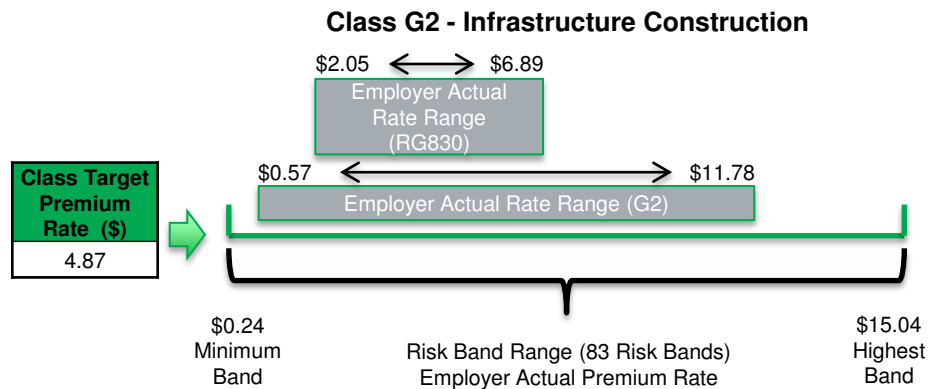 Class G2 - Infrastructure Construction
$2.05 $6.89
Employer Actual
Rate Range
(RG830)
$0.57 $11.78
Employer Actual Rate Range (G2)
Class Target
Premium
Rate ($)
4.87
$0.24
Minimum
Band
Risk Band Range (83 Risk Bands)
Employer Actual Premium Rate
$15.04
Highest
Band